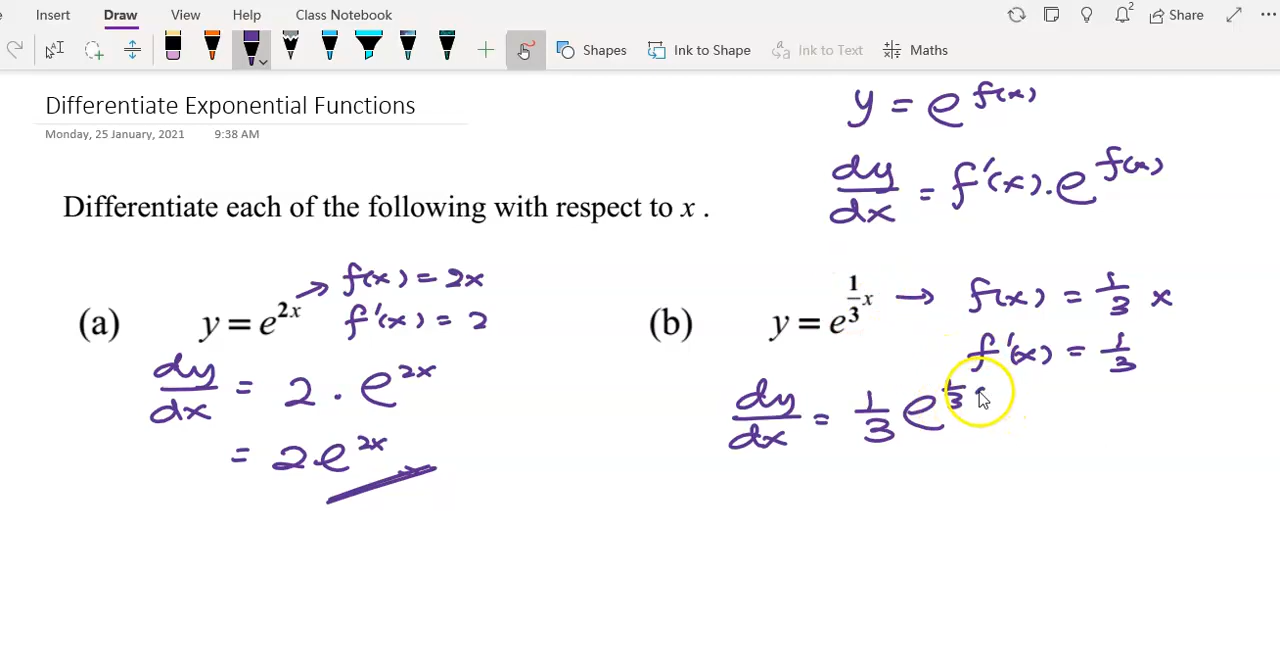 Insert Draw View Help Class Notebook 2 Share
Shapes Ink to Shape Ink to Text Maths
Differentiate Exponential Functions
Monday, 25 January, 2021 9:38 AM
y = e^f(x)
dy/dx = f'(x). e^f(x)
Differentiate each of the following with respect to x .
(a) y = e^2x → f(x) = 2x
f'(x) = 2
dy/dx = 2 . e^2x
= 2e^2x
(b) y = e^1/3x → f(x) = 1/3 x
f'(x) = 1/3
dy/dx = 1/3 e^1/3